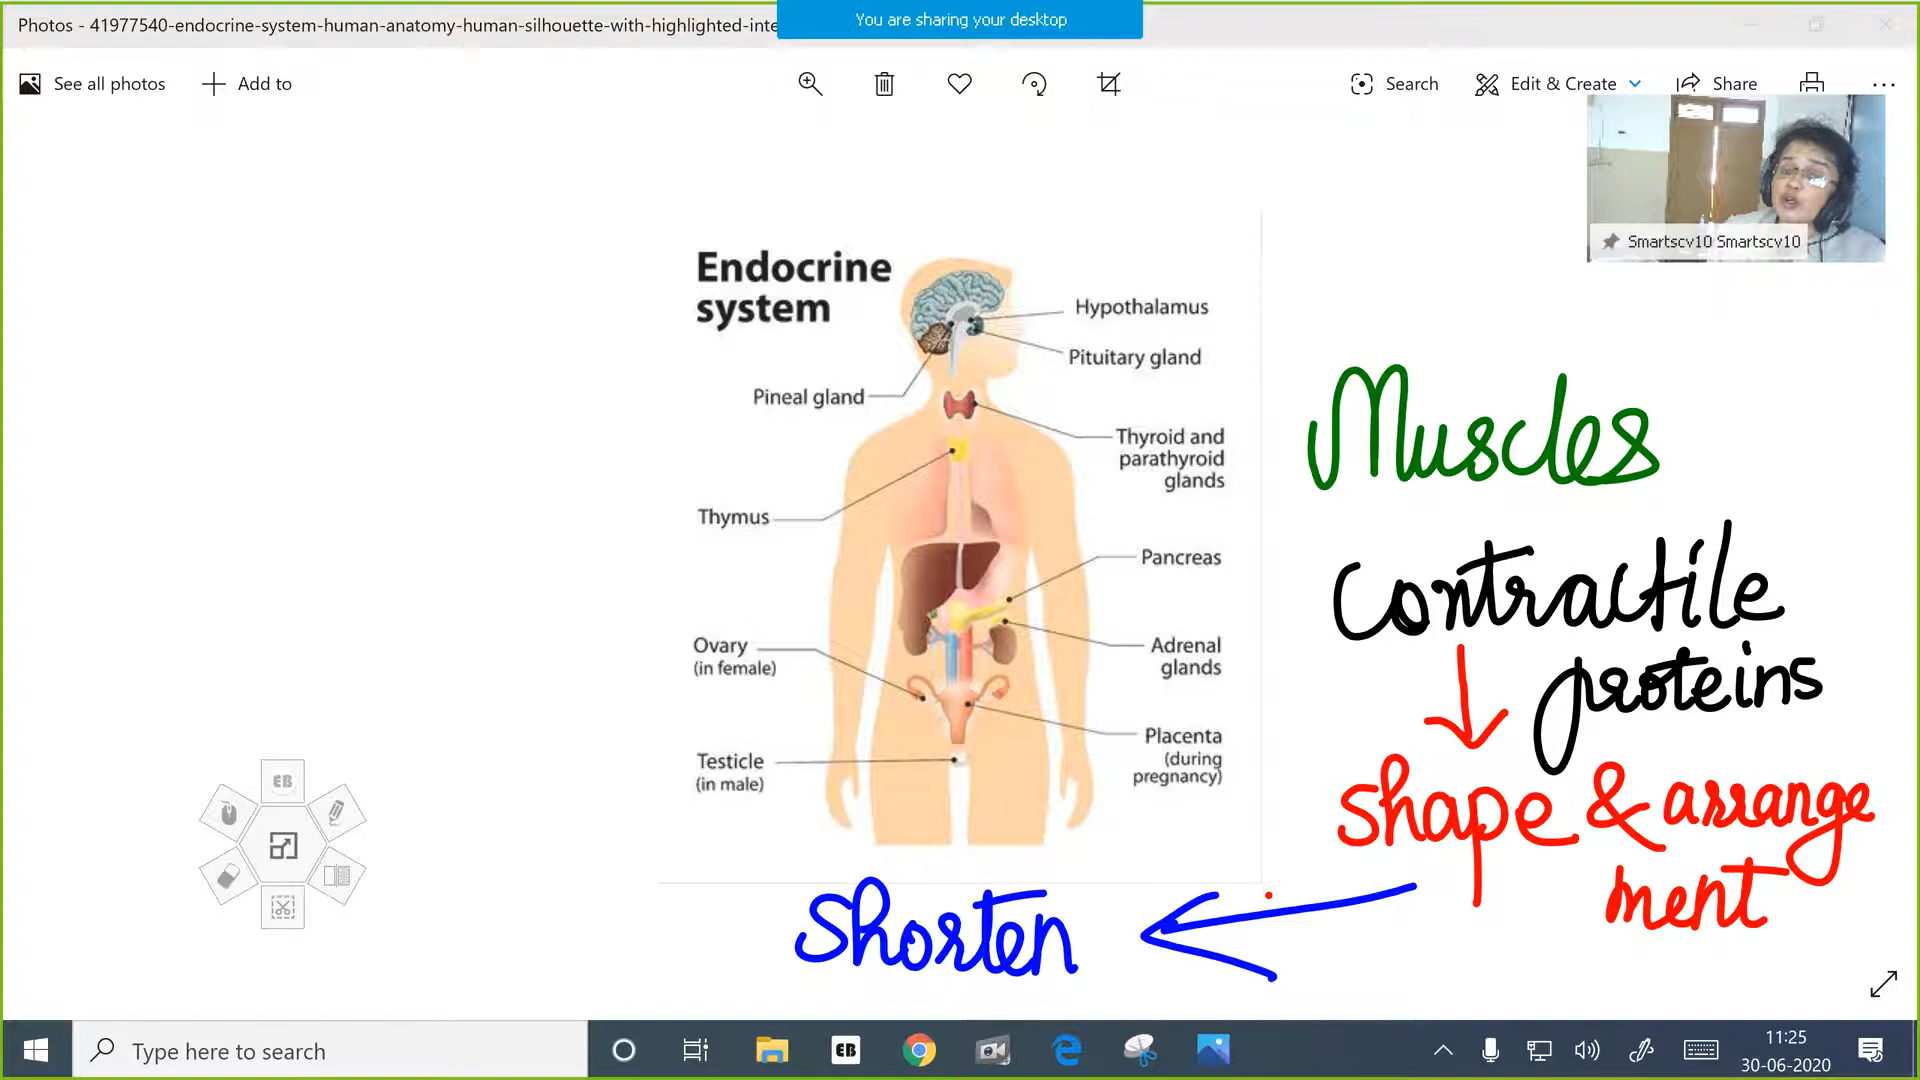 Photos - 41977540-endocrine-system-human-anatomy-human-silhouette-with-highlighted-inte
You are sharing your desktop
See all photos
Add to
Search
Edit & Create
Share
Smartscv10 Smartscv10
Endocrine
system
Hypothalamus
Pituitary gland
Pineal gland
Thyroid and
parathyroid
glands
Thymus
Pancreas
Ovary
(in female)
Adrenal
glands
Placenta
(during
pregnancy)
Testicle
(in male)
Muscles
Contractile
proteins
Shape & arrange
ment
Shorten
EB
Type here to search
EB
11:25
30-06-2020